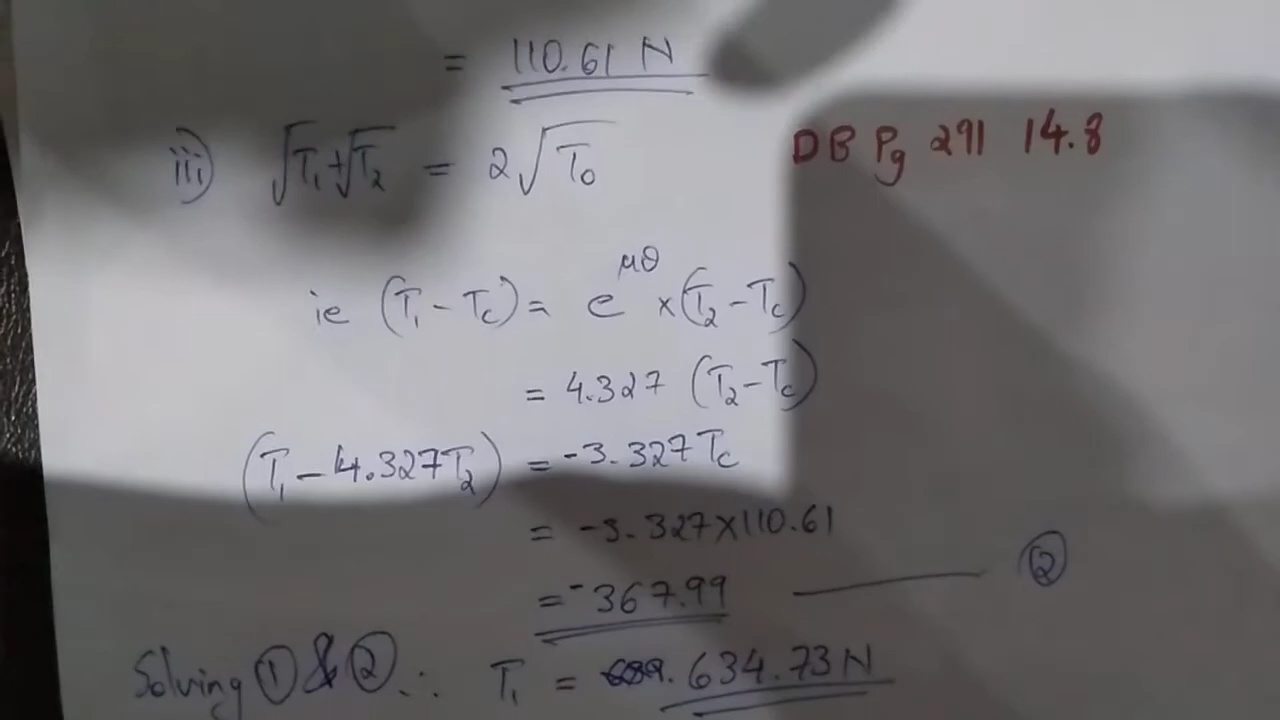 = 110.61 N
iii) √T₁+√T₂ = 2√T₀ DB Pg 291 14.8
ie (T₁ - Tc) = e^μθ × (T₂ - Tc)
= 4.327 (T₂ - Tc)
(T₁ - 4.327T₂) = -3.327 Tc
= -3.327×110.61
= -367.99 ——— ②
Solving ① & ② ∴ T₁ = 634.73 N